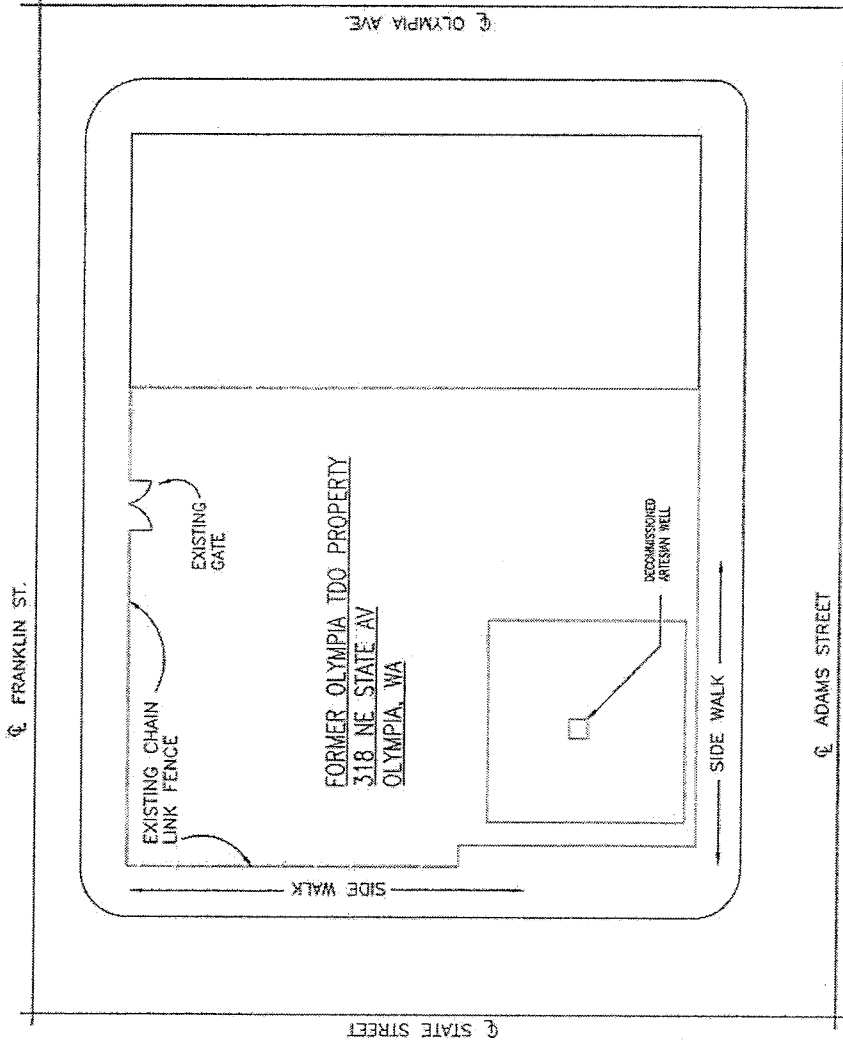 ℄ OLYMPIA AVE.
℄ FRANKLIN ST.
EXISTING CHAIN
LINK FENCE
EXISTING
GATE
FORMER OLYMPIA TDO PROPERTY
318 NE STATE AV
OLYMPIA, WA
DECOMMISSIONED
ARTESIAN WELL
SIDE WALK
SIDE WALK
℄ ADAMS STREET
℄ STATE STREET